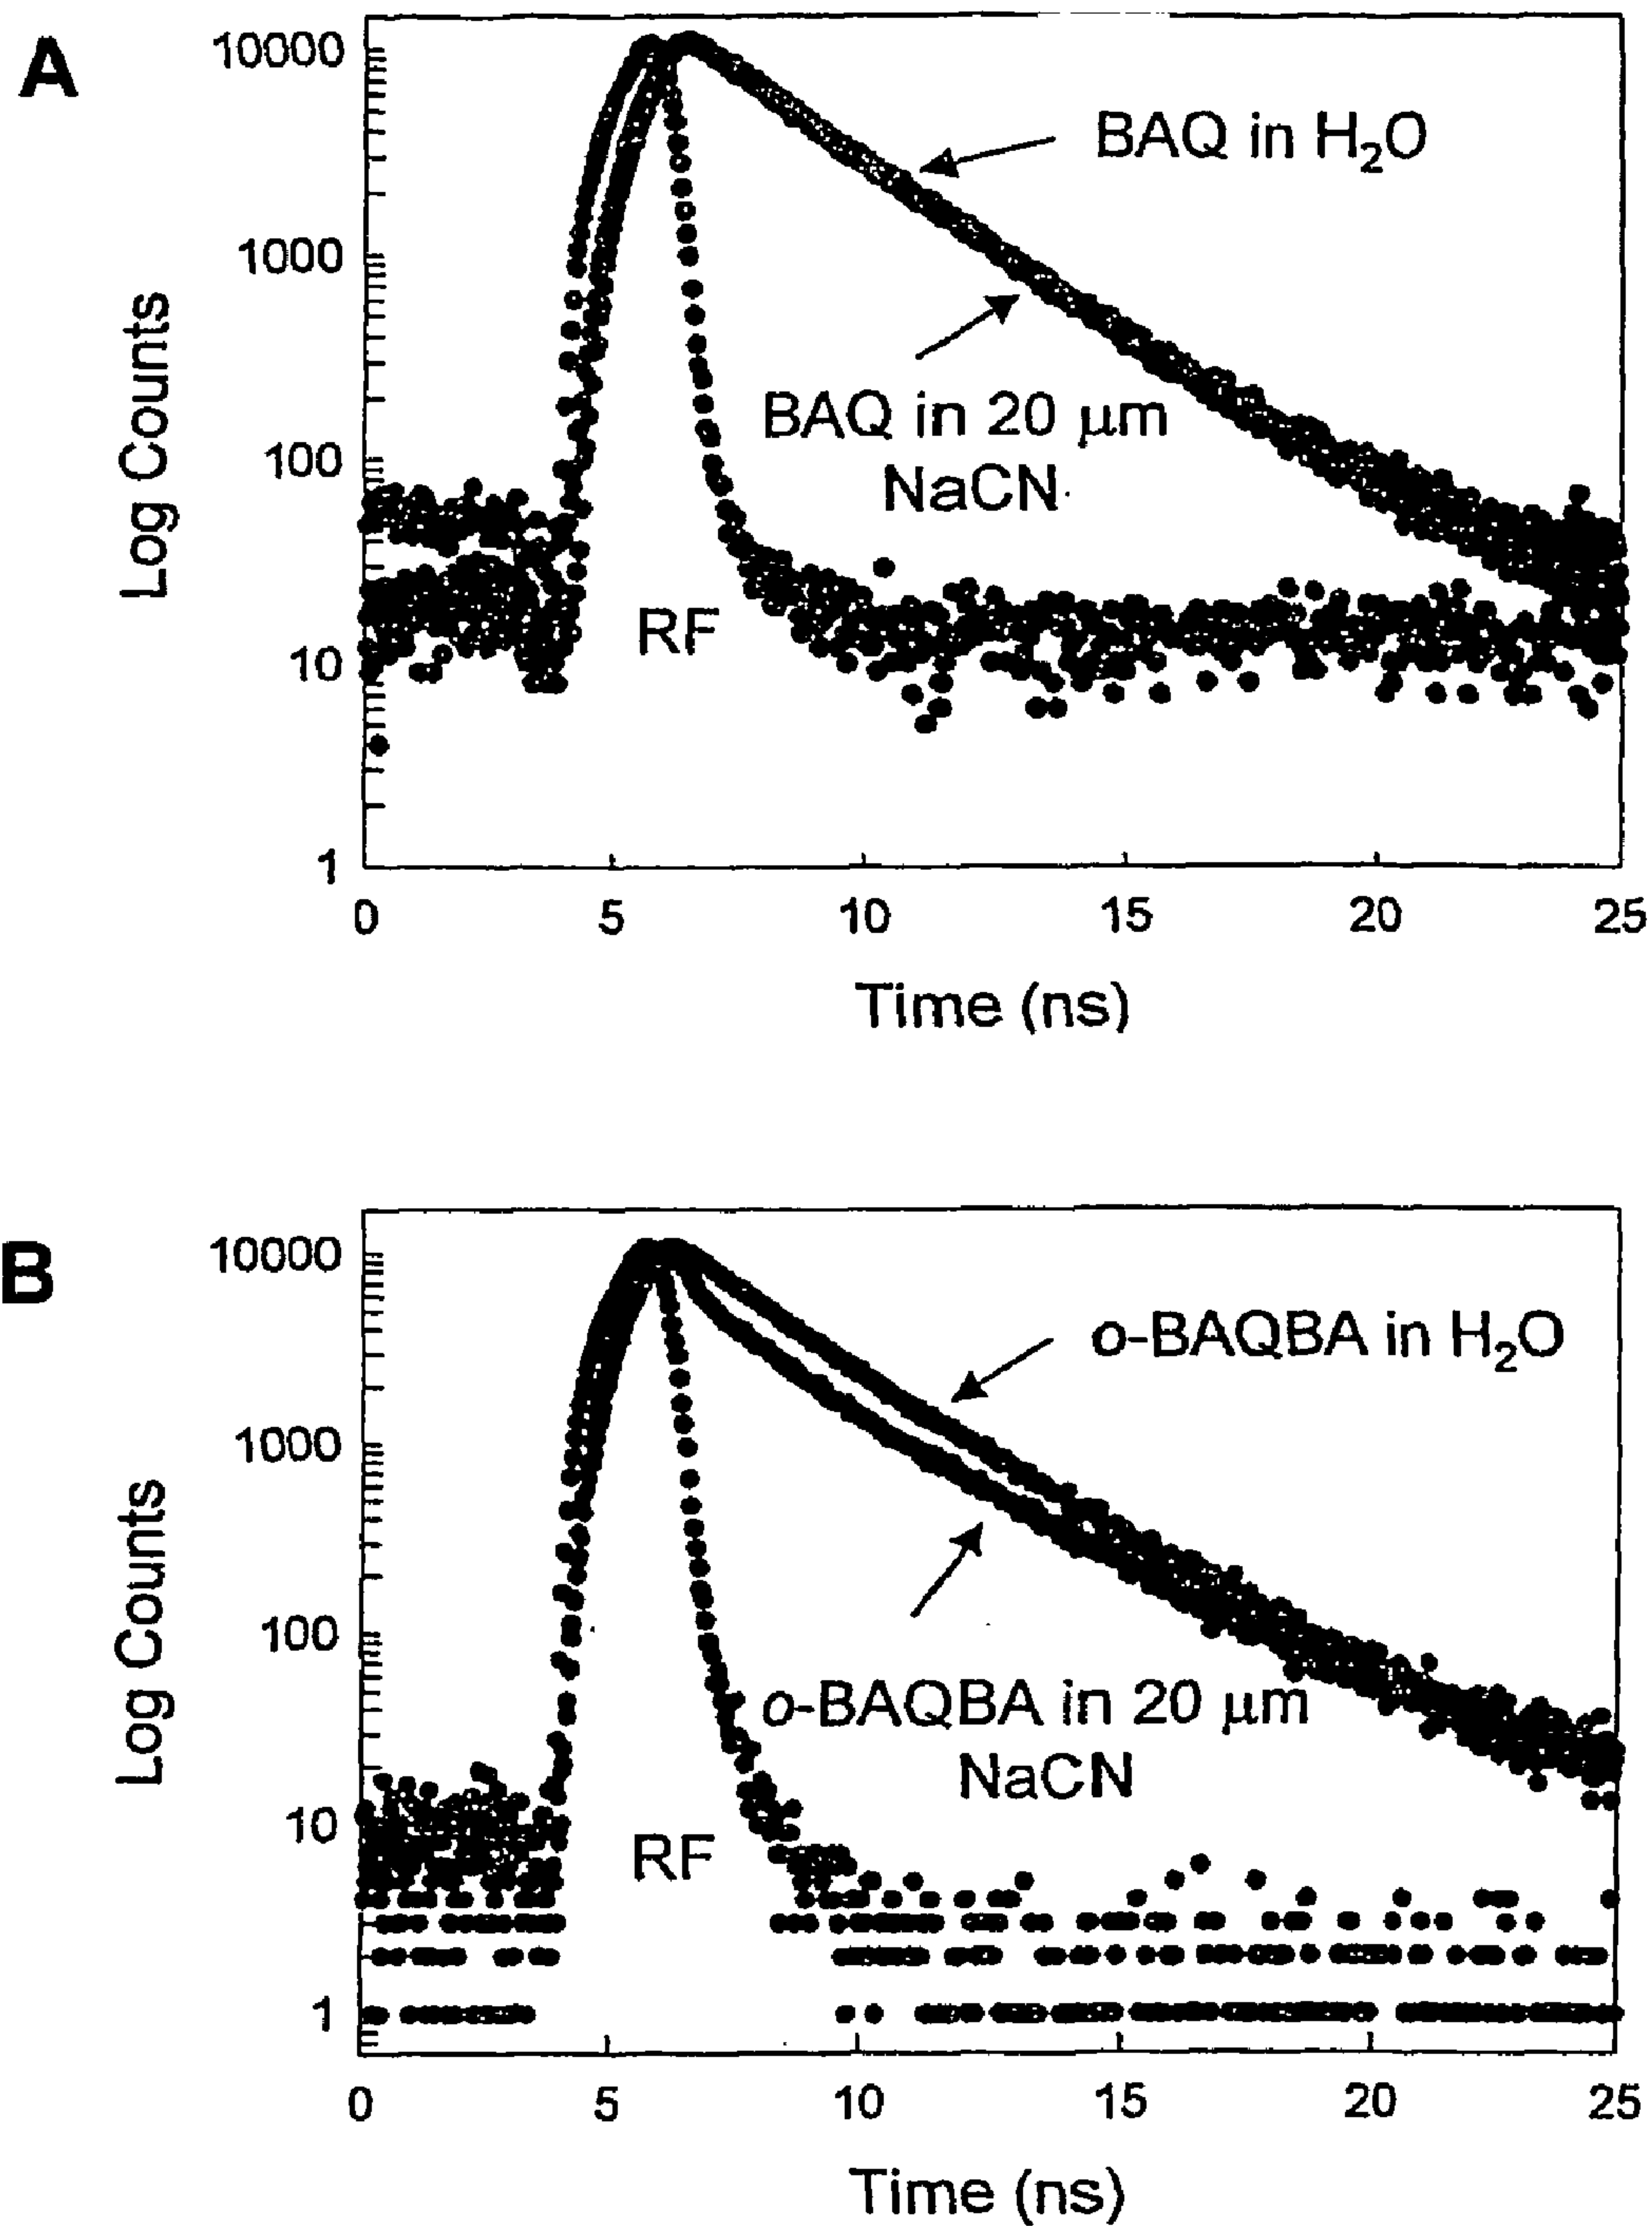 A
10000
1000
100
10
1
Log Counts
BAQ in H₂O
BAQ in 20 μm
NaCN
RF
0 5 10 15 20 25
Time (ns)
B
10000
1000
100
10
1
Log Counts
o-BAQBA in H₂O
o-BAQBA in 20 μm
NaCN
RF
0 5 10 15 20 25
Time (ns)